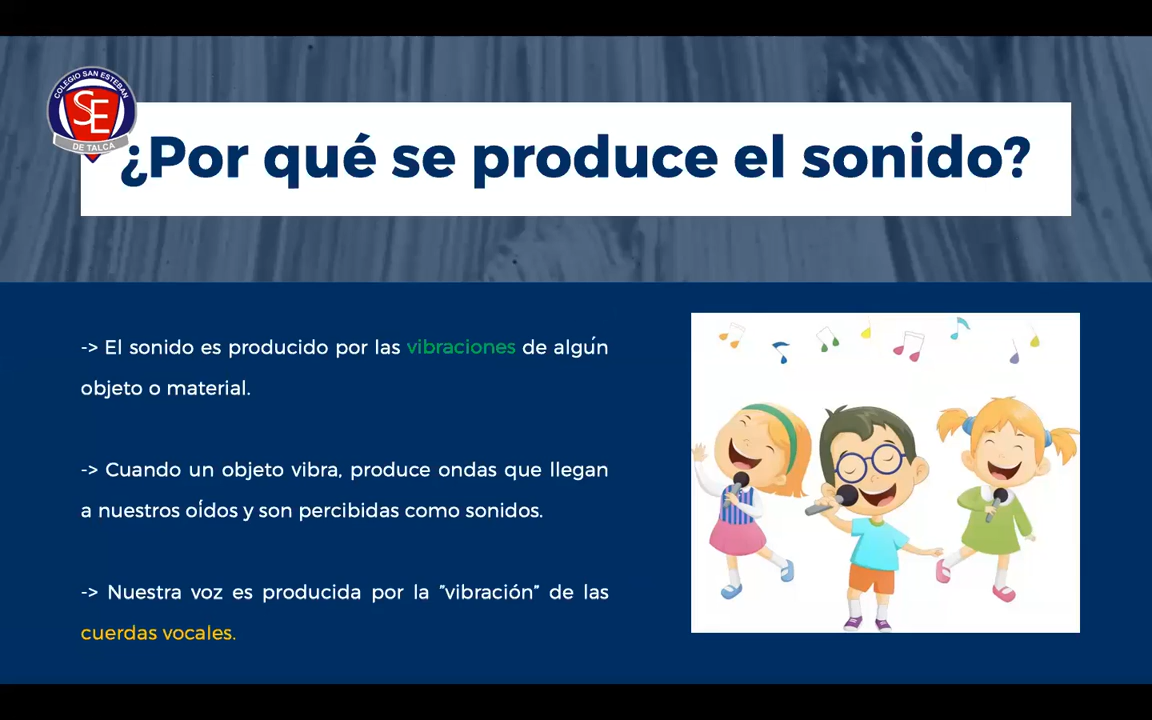 COLEGIO SAN ESTEBAN
SE
DE TALCA
¿Por qué se produce el sonido?
-> El sonido es producido por las vibraciones de algún
objeto o material.
-> Cuando un objeto vibra, produce ondas que llegan
a nuestros oÍdos y son percibidas como sonidos.
-> Nuestra voz es producida por la "vibración" de las
cuerdas vocales.